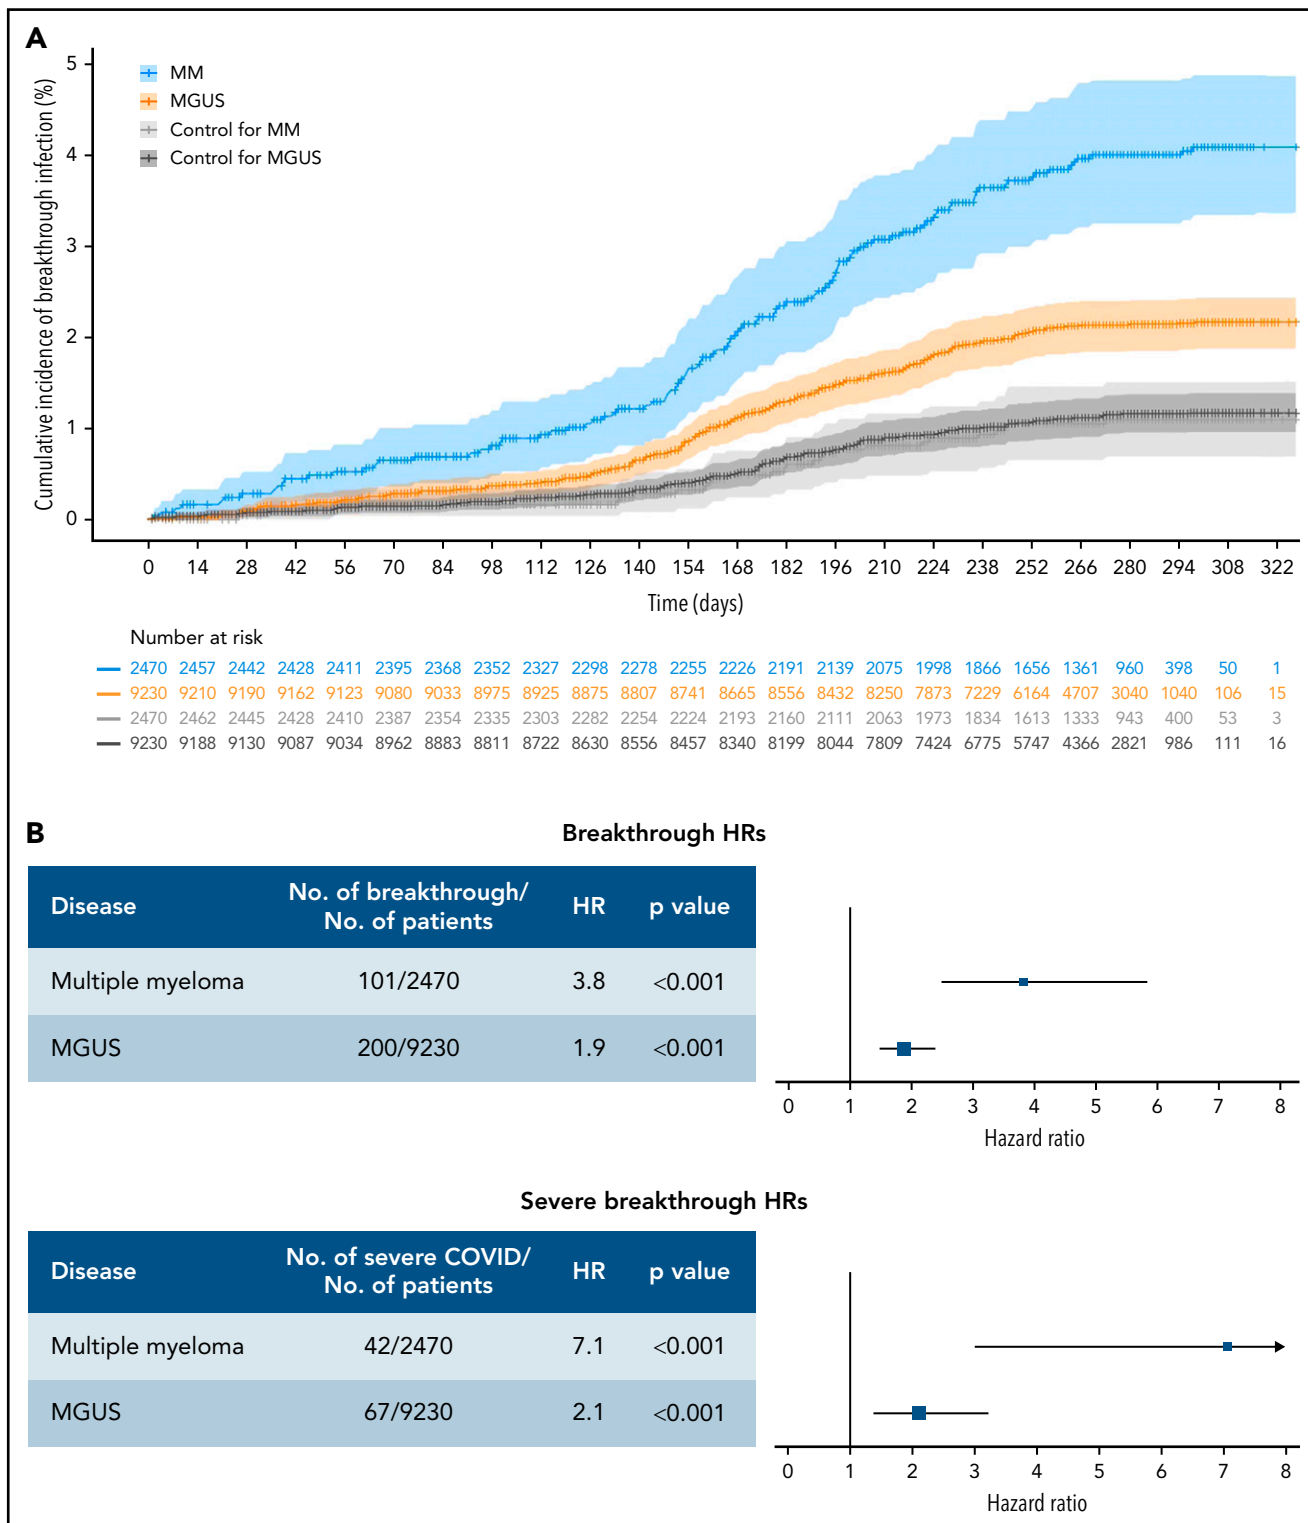 A
Cumulative incidence of breakthrough infection (%)
5
4
3
2
1
0
MM
MGUS
Control for MM
Control for MGUS
0 14 28 42 56 70 84 98 112 126 140 154 168 182 196 210 224 238 252 266 280 294 308 322
Time (days)
Number at risk
2470 2457 2442 2428 2411 2395 2368 2352 2327 2298 2278 2255 2226 2191 2139 2075 1998 1866 1656 1361 960 398 50 1
9230 9210 9190 9162 9123 9080 9033 8975 8925 8875 8807 8741 8665 8556 8432 8250 7873 7229 6164 4707 3040 1040 106 15
2470 2462 2445 2428 2410 2387 2354 2335 2303 2282 2254 2224 2193 2160 2111 2063 1973 1834 1613 1333 943 400 53 3
9230 9188 9130 9087 9034 8962 8883 8811 8722 8630 8556 8457 8340 8199 8044 7809 7424 6775 5747 4366 2821 986 111 16
B
Breakthrough HRs
Disease No. of breakthrough/ HR p value
No. of patients
Multiple myeloma 101/2470 3.8 <0.001
MGUS 200/9230 1.9 <0.001
0 1 2 3 4 5 6 7 8
Hazard ratio
Severe breakthrough HRs
Disease No. of severe COVID/ HR p value
No. of patients
Multiple myeloma 42/2470 7.1 <0.001
MGUS 67/9230 2.1 <0.001
0 1 2 3 4 5 6 7 8
Hazard ratio